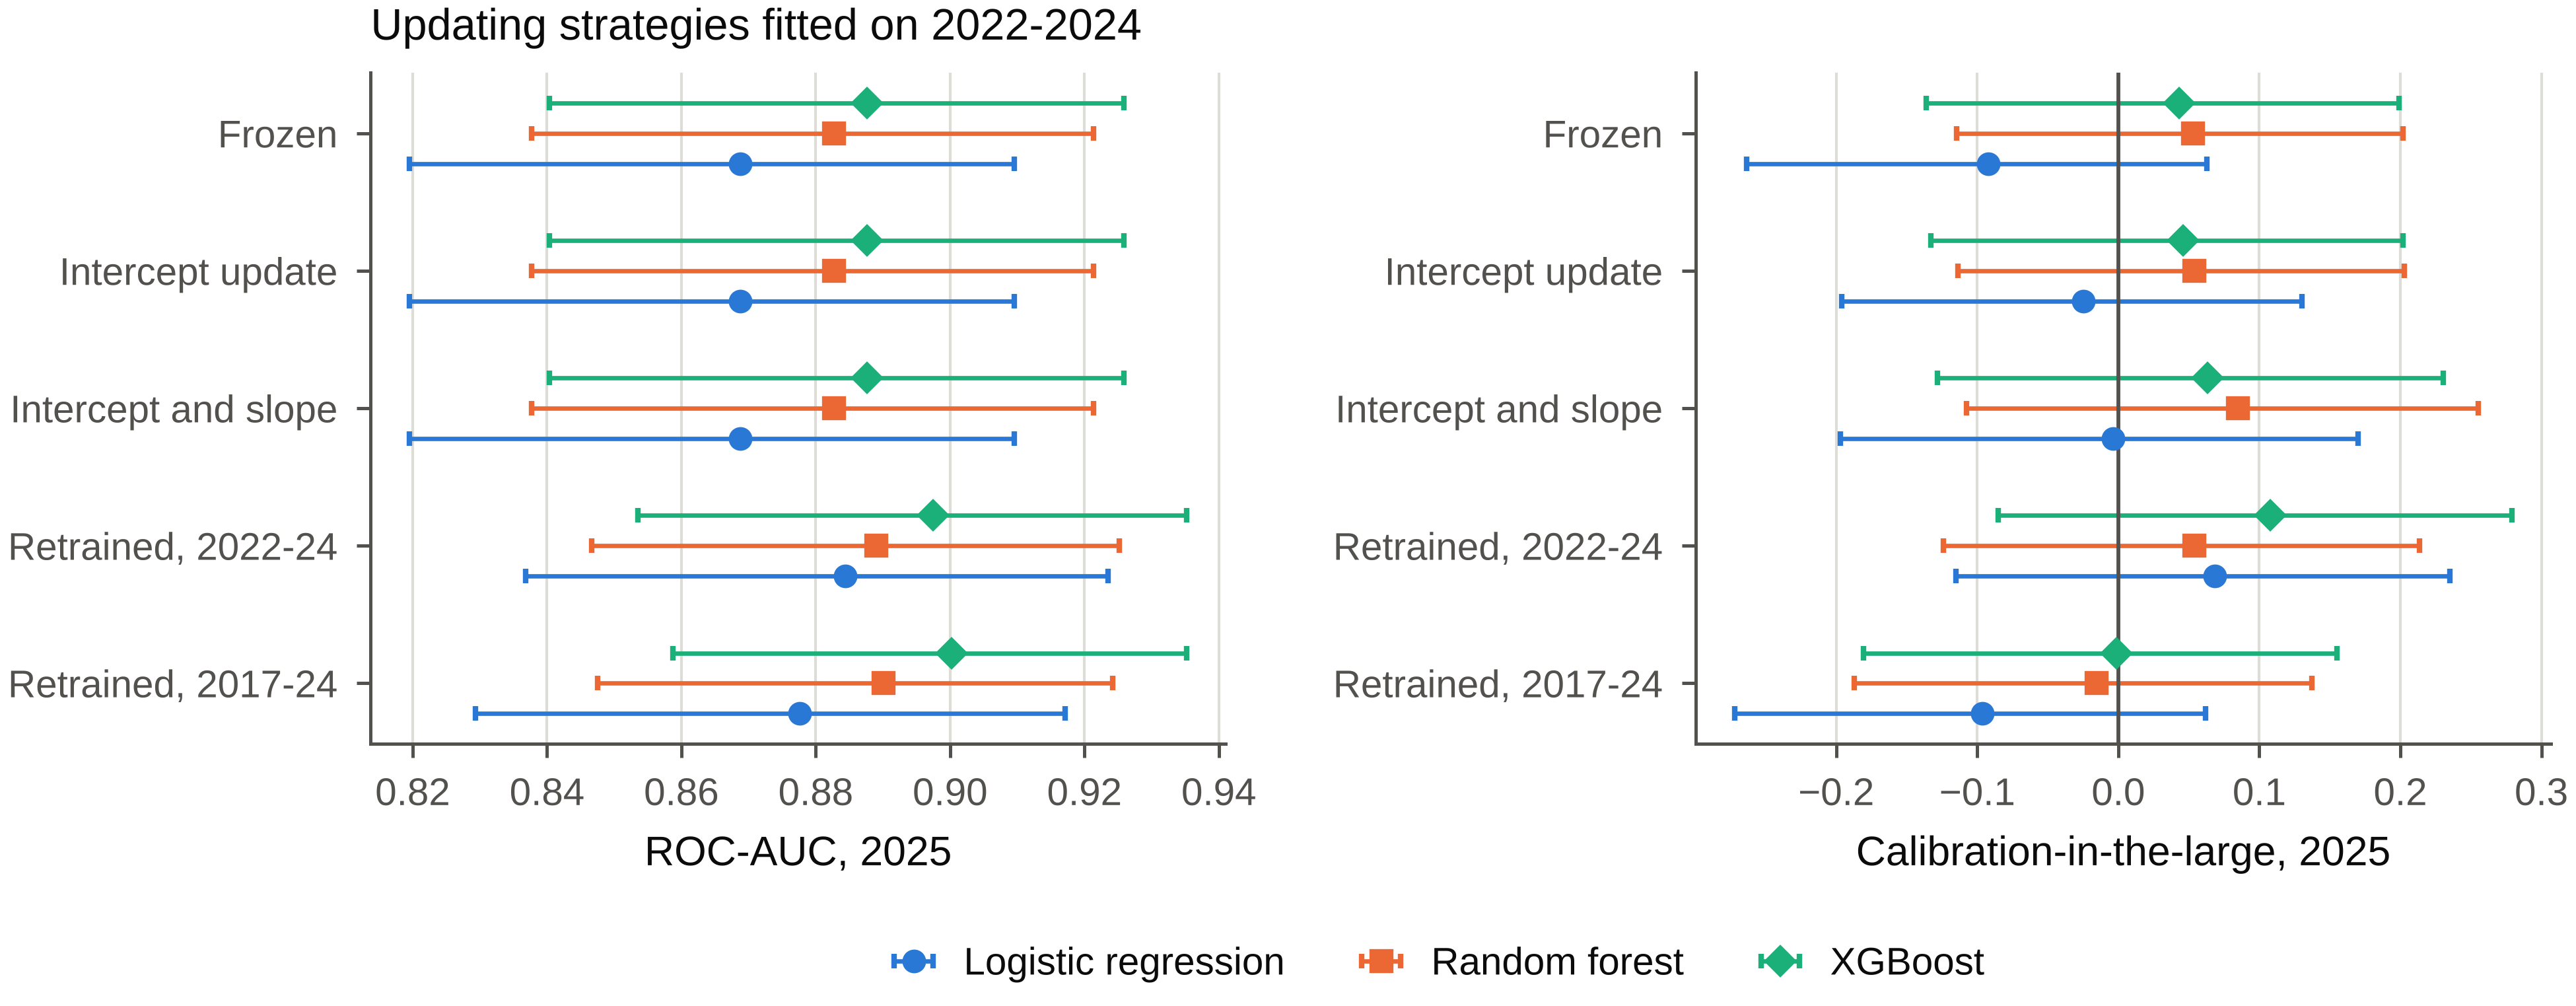 Updating strategies fitted on 2022-2024
Frozen
Intercept update
Intercept and slope
Retrained, 2022-24
Retrained, 2017-24
0.82 0.84 0.86 0.88 0.90 0.92 0.94
ROC-AUC, 2025
Frozen
Intercept update
Intercept and slope
Retrained, 2022-24
Retrained, 2017-24
−0.2 −0.1 0.0 0.1 0.2 0.3
Calibration-in-the-large, 2025
Logistic regression Random forest XGBoost